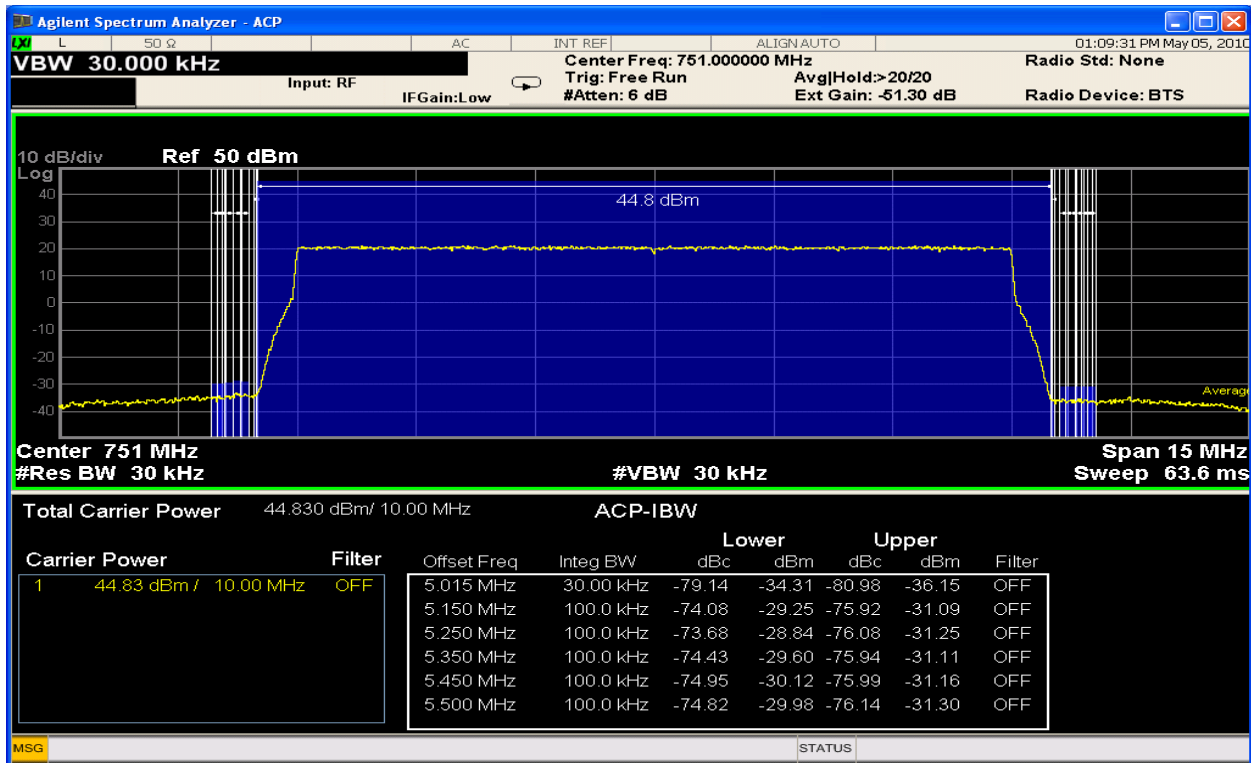 Agilent Spectrum Analyzer - ACP
LXI L 50 Ω AC INT REF ALIGN AUTO 01:09:31 PM May 05, 2010
VBW 30.000 kHz
Input: RF
IFGain:Low
Center Freq: 751.000000 MHz
Trig: Free Run Avg|Hold:>20/20
#Atten: 6 dB Ext Gain: -51.30 dB
Radio Std: None
Radio Device: BTS
10 dB/div Ref 50 dBm
Log
40
30
20
10
0
-10
-20
-30
-40
44.8 dBm
Average
Center 751 MHz Span 15 MHz
#Res BW 30 kHz #VBW 30 kHz Sweep 63.6 ms
Total Carrier Power 44.830 dBm/ 10.00 MHz ACP-IBW
Lower Upper
Carrier Power Filter Offset Freq Integ BW dBc dBm dBc dBm Filter
1 44.83 dBm / 10.00 MHz OFF 5.015 MHz 30.00 kHz -79.14 -34.31 -80.98 -36.15 OFF
5.150 MHz 100.0 kHz -74.08 -29.25 -75.92 -31.09 OFF
5.250 MHz 100.0 kHz -73.68 -28.84 -76.08 -31.25 OFF
5.350 MHz 100.0 kHz -74.43 -29.60 -75.94 -31.11 OFF
5.450 MHz 100.0 kHz -74.95 -30.12 -75.99 -31.16 OFF
5.500 MHz 100.0 kHz -74.82 -29.98 -76.14 -31.30 OFF
MSG STATUS